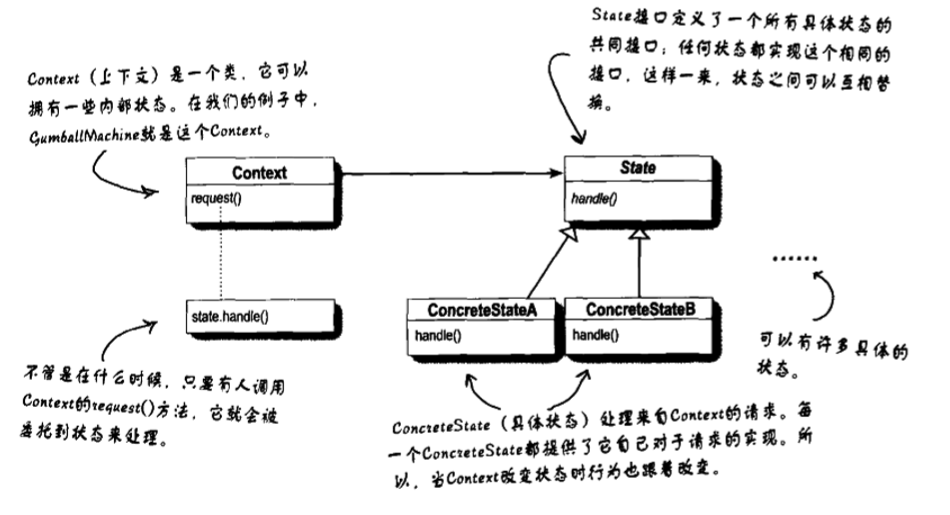 State接口定义了一个所有具体状态的
共同接口；任何状态都实现这个相同的
接口，这样一来，状态之间可以互相替
换。
Context（上下文）是一个类，它可以
拥有一些内部状态。在我们的例子中，
GumballMachine就是这个Context。
Context
request()
State
handle()
state.handle()
ConcreteStateA
handle()
ConcreteStateB
handle()
......
可以有许多具体的
状态。
不管是在什么时候，只要有人调用
Context的request()方法，它就会被
委托到状态来处理。
ConcreteState（具体状态）处理来自Context的请求。每
一个ConcreteState都提供了它自己对于请求的实现。所
以，当Context改变状态时行为也跟着改变。